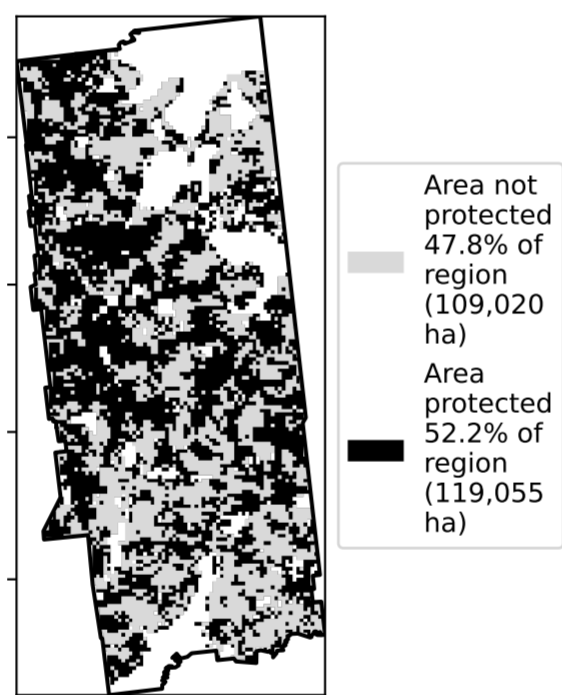 Area not
protected
47.8% of
region
(109,020
ha)
Area
protected
52.2% of
region
(119,055
ha)